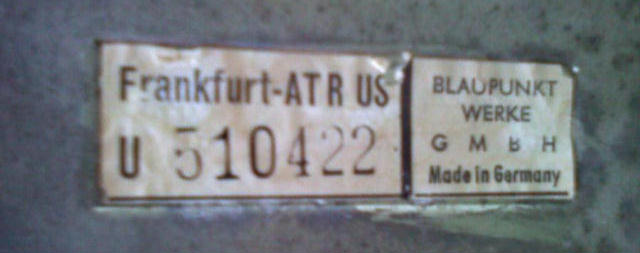 Frankfurt-ATR US
U 510422
BLAUPUNKT
WERKE
G M B H
Made in Germany